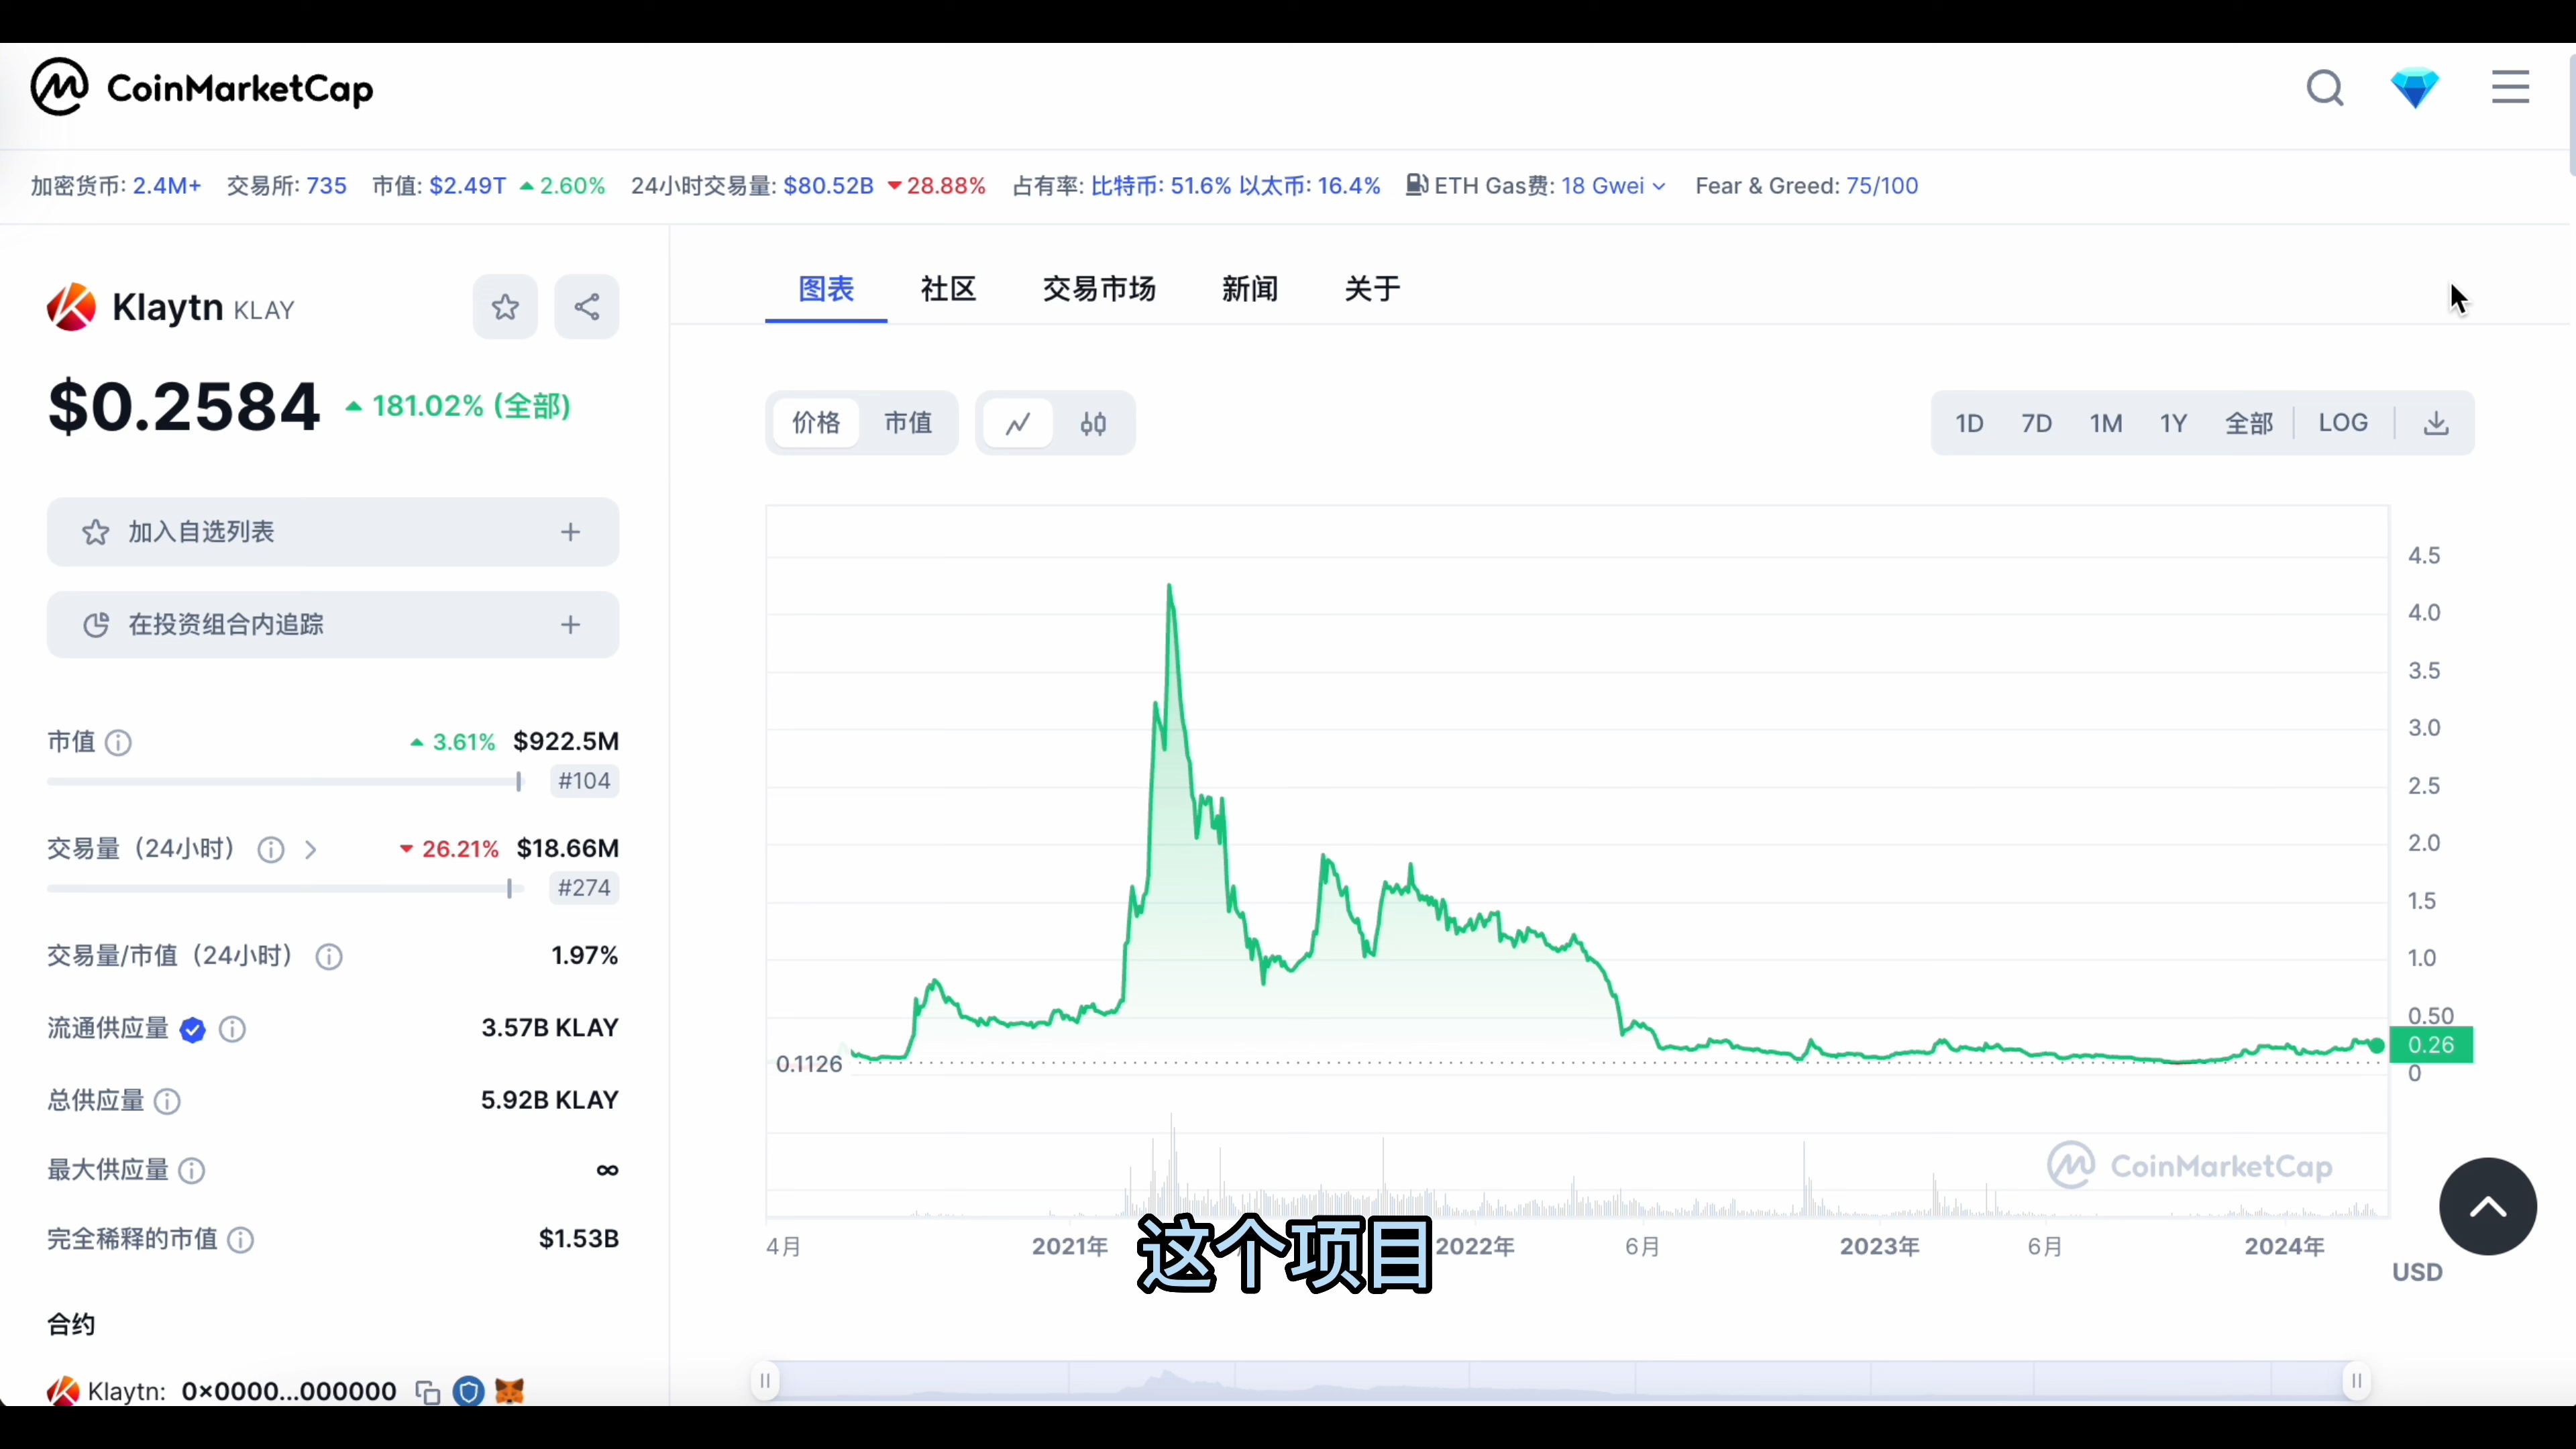 CoinMarketCap
加密货币: 2.4M+ 交易所: 735 市值: $2.49T 2.60% 24小时交易量: $80.52B 28.88% 占有率: 比特币: 51.6% 以太币: 16.4% ETH Gas费: 18 Gwei Fear & Greed: 75/100
Klaytn KLAY
$0.2584 181.02% (全部)
加入自选列表 +
在投资组合内追踪 +
市值 3.61% $922.5M
#104
交易量（24小时） 26.21% $18.66M
#274
交易量/市值（24小时） 1.97%
流通供应量 3.57B KLAY
总供应量 5.92B KLAY
最大供应量 ∞
完全稀释的市值 $1.53B
合约
Klaytn: 0x0000...000000
图表 社区 交易市场 新闻 关于
价格 市值
1D 7D 1M 1Y 全部 LOG
4.5
4.0
3.5
3.0
2.5
2.0
1.5
1.0
0.50
0.26
0
0.1126
CoinMarketCap
4月 2021年 2022年 6月 2023年 6月 2024年
USD
这个项目